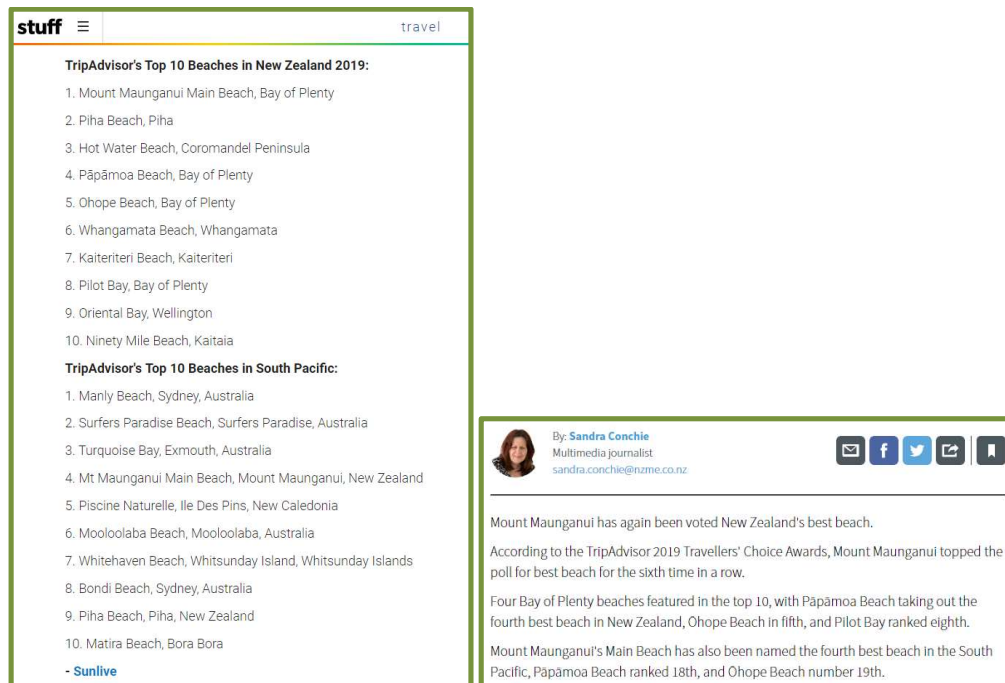 stuff
travel
TripAdvisor's Top 10 Beaches in New Zealand 2019:
1. Mount Maunganui Main Beach, Bay of Plenty
2. Piha Beach, Piha
3. Hot Water Beach, Coromandel Peninsula
4. Pāpāmoa Beach, Bay of Plenty
5. Ohope Beach, Bay of Plenty
6. Whangamata Beach, Whangamata
7. Kaiteriteri Beach, Kaiteriteri
8. Pilot Bay, Bay of Plenty
9. Oriental Bay, Wellington
10. Ninety Mile Beach, Kaitaia
TripAdvisor's Top 10 Beaches in South Pacific:
1. Manly Beach, Sydney, Australia
2. Surfers Paradise Beach, Surfers Paradise, Australia
3. Turquoise Bay, Exmouth, Australia
4. Mt Maunganui Main Beach, Mount Maunganui, New Zealand
5. Piscine Naturelle, Ile Des Pins, New Caledonia
6. Mooloolaba Beach, Mooloolaba, Australia
7. Whitehaven Beach, Whitsunday Island, Whitsunday Islands
8. Bondi Beach, Sydney, Australia
9. Piha Beach, Piha, New Zealand
10. Matira Beach, Bora Bora
- Sunlive
By: Sandra Conchie
Multimedia journalist
sandra.conchie@nzme.co.nz
Mount Maunganui has again been voted New Zealand's best beach.
According to the TripAdvisor 2019 Travellers' Choice Awards, Mount Maunganui topped the
poll for best beach for the sixth time in a row.
Four Bay of Plenty beaches featured in the top 10, with Pāpāmoa Beach taking out the
fourth best beach in New Zealand, Ōhope Beach in fifth, and Pilot Bay ranked eighth.
Mount Maunganui's Main Beach has also been named the fourth best beach in the South
Pacific, Pāpāmoa Beach ranked 18th, and Ōhope Beach number 19th.